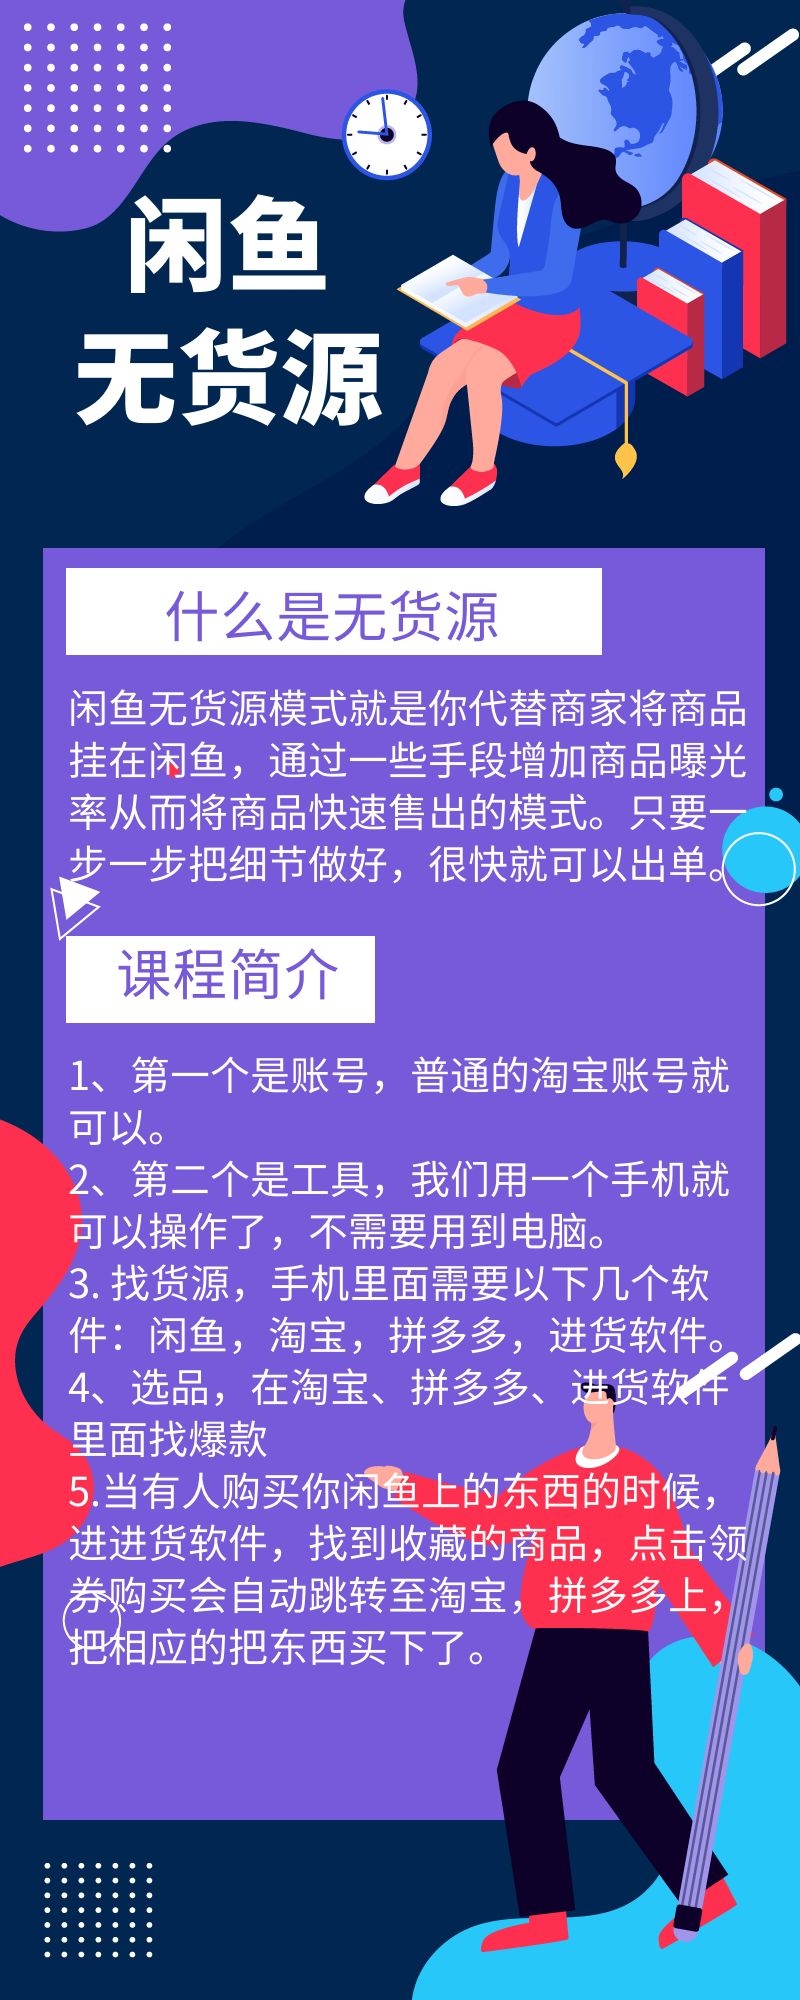 闲鱼
无货源
什么是无货源
闲鱼无货源模式就是你代替商家将商品
挂在闲鱼，通过一些手段增加商品曝光
率从而将商品快速售出的模式。只要一
步一步把细节做好，很快就可以出单。
课程简介
1、第一个是账号，普通的淘宝账号就
可以。
2、第二个是工具，我们用一个手机就
可以操作了，不需要用到电脑。
3. 找货源，手机里面需要以下几个软
件：闲鱼，淘宝，拼多多，进货软件。
4、选品，在淘宝、拼多多、进货软件
里面找爆款
5.当有人购买你闲鱼上的东西的时候，
进进货软件，找到收藏的商品，点击领
券购买会自动跳转至淘宝，拼多多上，
把相应的把东西买下了。